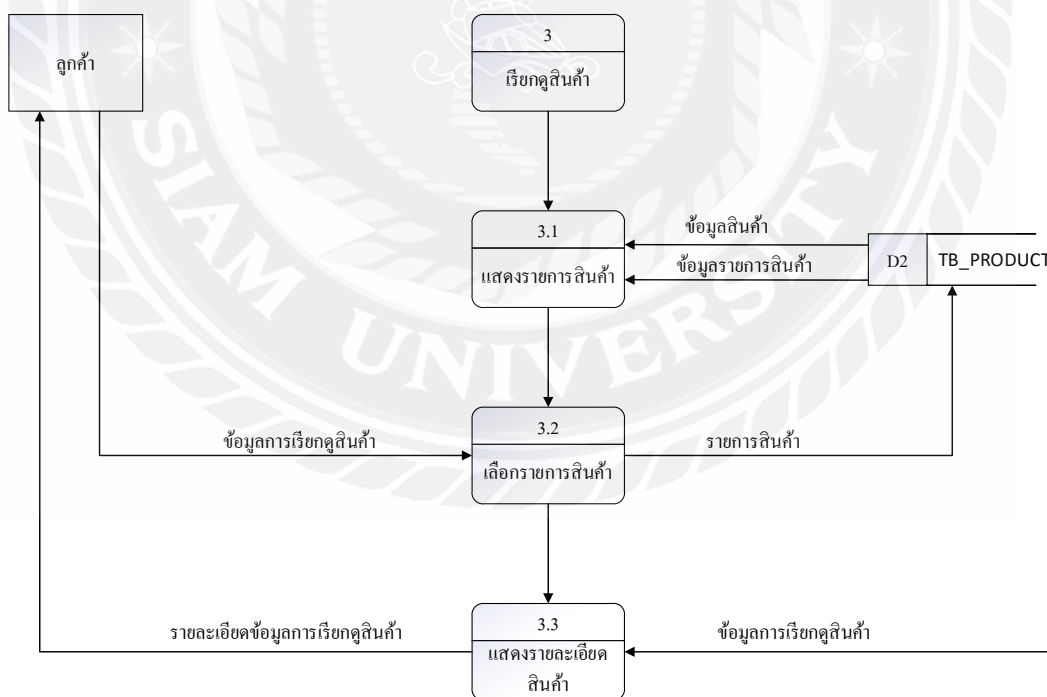 ลูกค้า
3
เรียกดูสินค้า
3.1
แสดงรายการสินค้า
ข้อมูลสินค้า
ข้อมูลรายการสินค้า
D2 TB_PRODUCT
3.2
เลือกรายการสินค้า
ข้อมูลการเรียกดูสินค้า
รายการสินค้า
3.3
แสดงรายละเอียด
สินค้า
รายละเอียดข้อมูลการเรียกดูสินค้า
ข้อมูลการเรียกดูสินค้า
SIAM UNIVERSITY